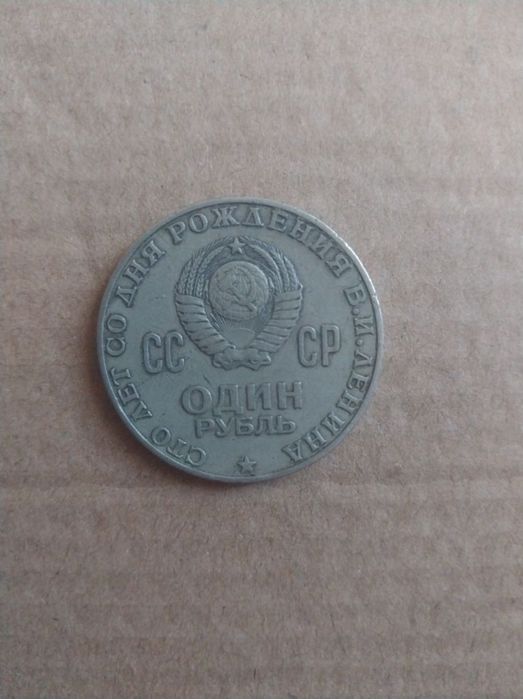 СТО ЛЕТ СО ДНЯ РОЖДЕНИЯ В.И.ЛЕНИНА
СС СР
ОДИН
РУБЛЬ